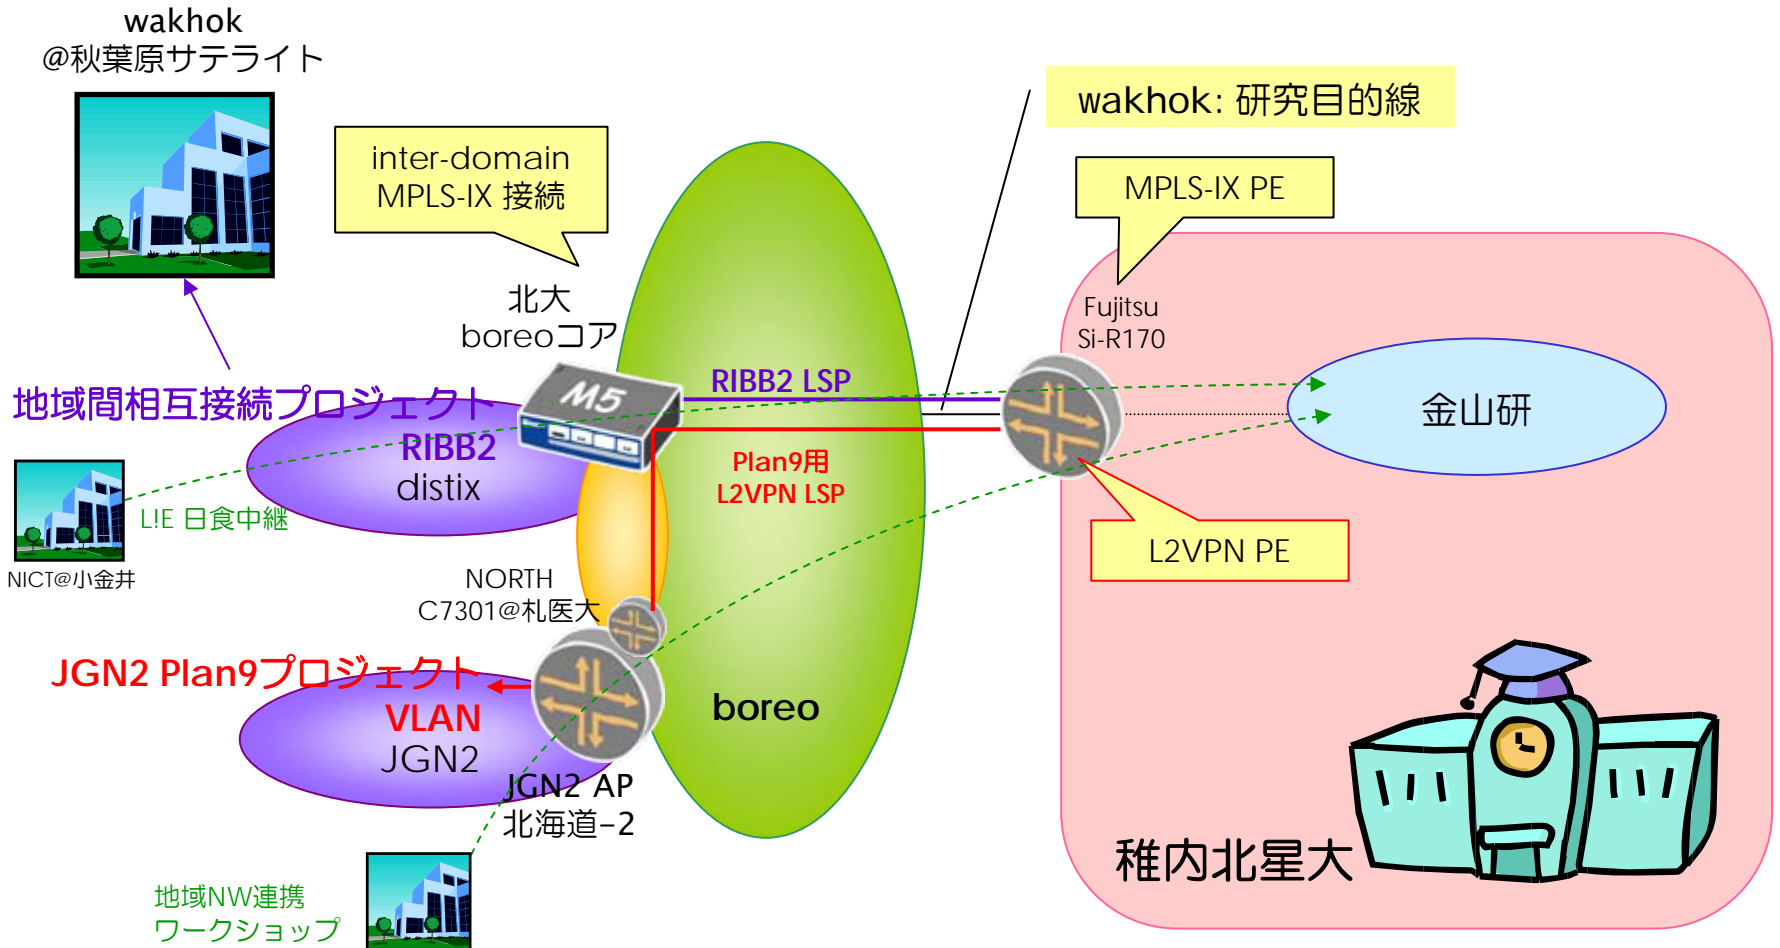 wakhok
@秋葉原サテライト
inter-domain
MPLS-IX 接続
wakhok: 研究目的線
MPLS-IX PE
北大
boreoコア
Fujitsu
Si-R170
M5
RIBB2 LSP
地域間相互接続プロジェクト
RIBB2
distix
金山研
Plan9用
L2VPN LSP
L!E 日食中継
NICT@小金井
L2VPN PE
NORTH
C7301@札医大
JGN2 Plan9プロジェクト
VLAN
JGN2
boreo
JGN2 AP
北海道-2
稚内北星大
地域NW連携
ワークショップ